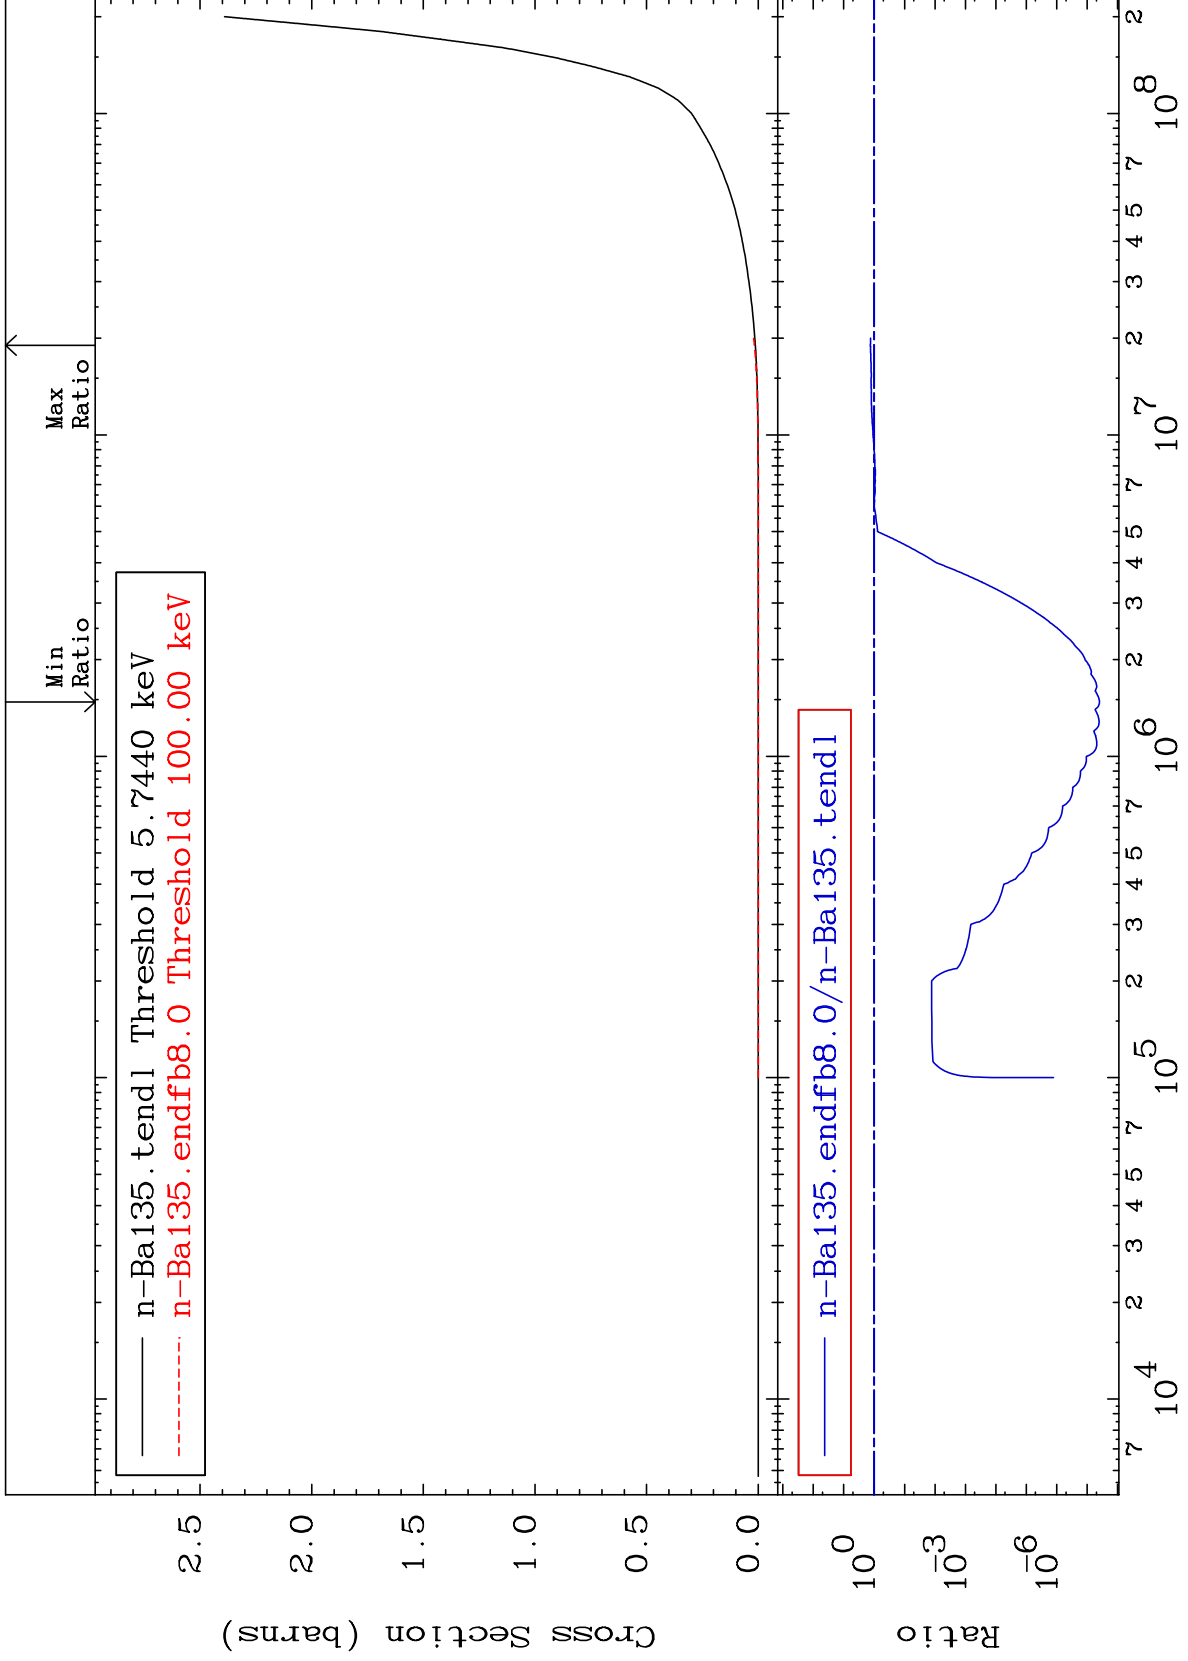 Min
Ratio
Max
Ratio
n-Ba135.tendl Threshold 5.7440 keV
n-Ba135.endfb8.0 Threshold 100.00 keV
Cross Section (barns)
2.5
2.0
1.5
1.0
0.5
0.0
n-Ba135.endfb8.0/n-Ba135.tendl
Ratio
10^0
10^-3
10^-6
7 10^4 2 3 4 5 7 10^5 2 3 4 5 7 10^6 2 3 4 5 7 10^7 2 3 4 5 7 10^8 2